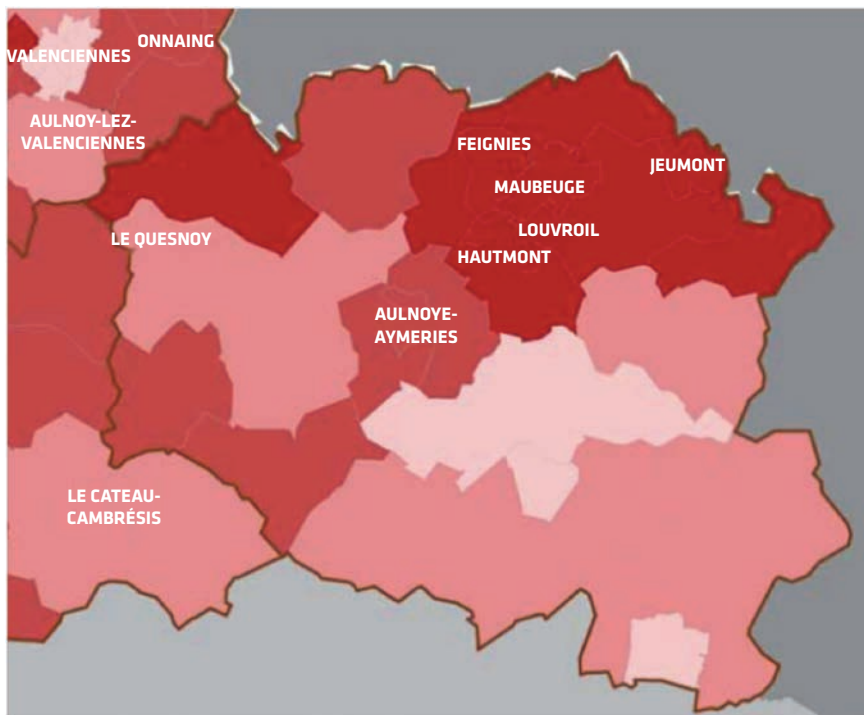 ONNAING
VALENCIENNES
AULNOY-LEZ-
VALENCIENNES
FEIGNIES
JEUMONT
MAUBEUGE
LOUVROIL
LE QUESNOY
HAUTMONT
AULNOYE-
AYMERIES
LE CATEAU-
CAMBRÉSIS